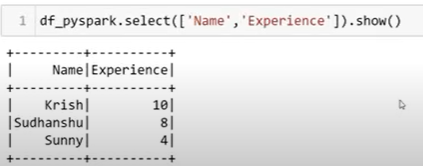 1 df_pyspark.select(['Name','Experience']).show()
+---------+----------+
|     Name|Experience|
+---------+----------+
|    Krish|        10|
|Sudhanshu|         8|
|    Sunny|         4|
+---------+----------+